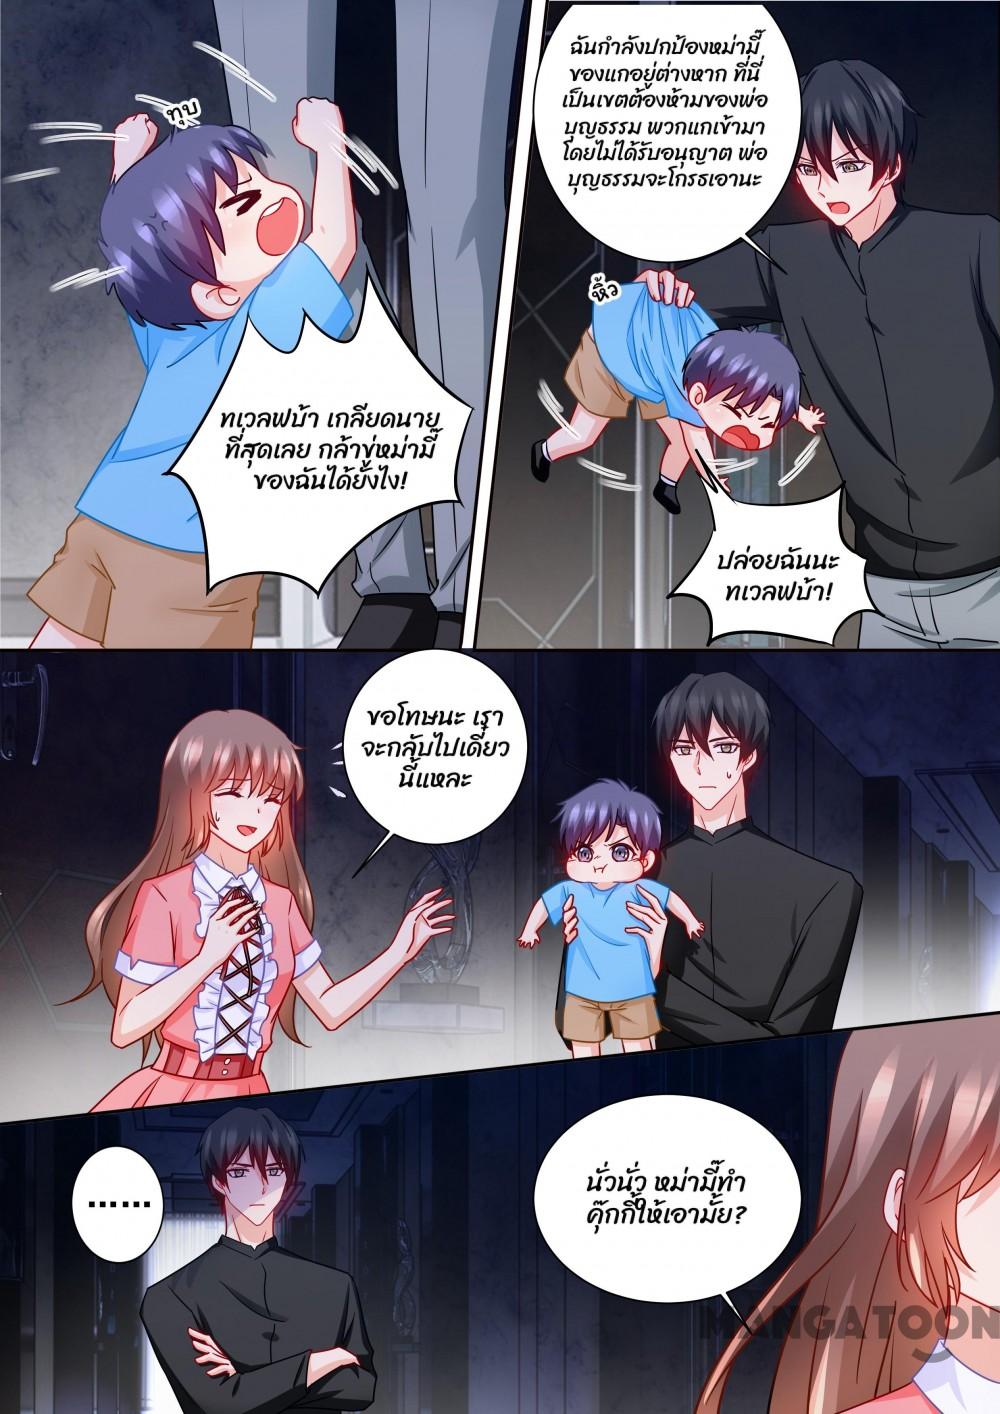 ทุบ
ทเวลฟบ้า เกลียดนาย
ที่สุดเลย กล้าขู่หม่ามี๊
ของฉันได้ยังไง!
ฉันกำลังปกป้องหม่ามี๊
ของแกอยู่ต่างหาก ที่นี่
เป็นเขตต้องห้ามของพ่อ
บุญธรรม พวกแกเข้ามา
โดยไม่ได้รับอนุญาต พ่อ
บุญธรรมจะโกรธเอานะ
หิ้ว
ปล่อยฉันนะ
ทเวลฟบ้า!
ขอโทษนะ เรา
จะกลับไปเดี๋ยว
นี้แหละ
......
นั่วนั่ว หม่ามี๊ทำ
คุ๊กกี้ให้เอามั้ย?
MANGATOON